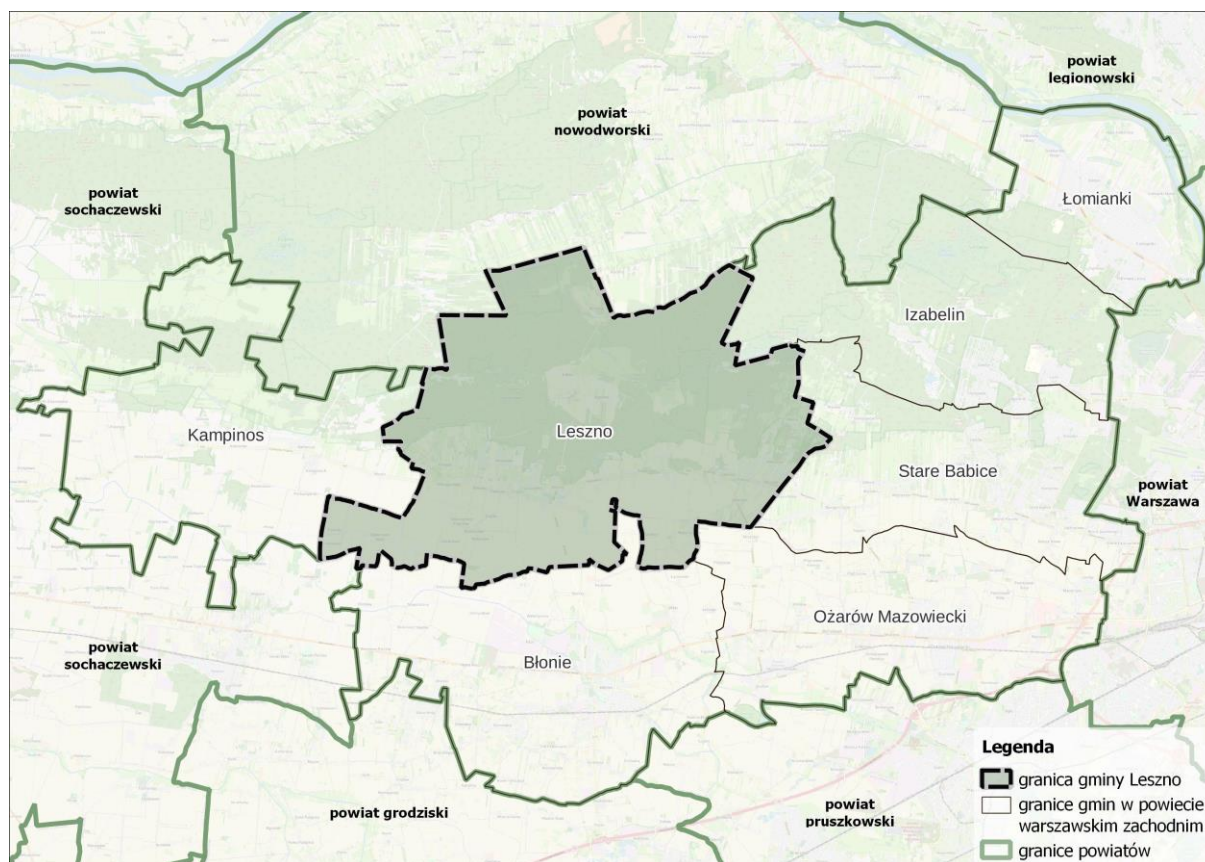 powiat
legionowski
powiat
nowodworski
powiat
sochaczewski
Łomianki
Izabelin
Kampinos
Leszno
Stare Babice
powiat
Warszawa
Ożarów Mazowiecki
powiat
sochaczewski
Błonie
powiat grodziski
powiat
pruszkowski
Legenda
granica gminy Leszno
granice gmin w powiecie
warszawskim zachodnim
granice powiatów